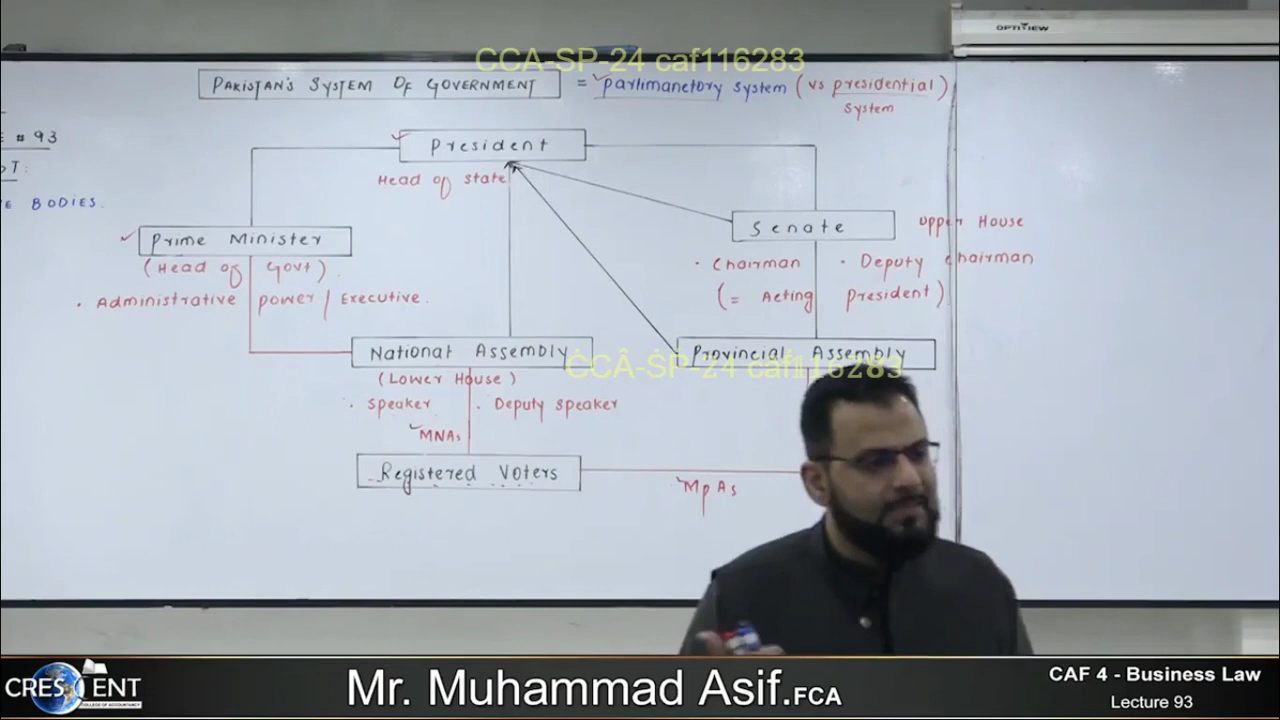 OPTIVIEW
CCA-SP-24 caf116283
PAKISTAN'S SYSTEM OF GOVERNMENT = parlimanetory system (vs presidential)
system
E # 93
President
Head of state
E BODIES.
Prime Minister
(Head of Govt)
• Administrative power / Executive.
Senate
upper House
• Chairman • Deputy chairman
(= Acting president)
National Assembly
(Lower House)
• speaker • Deputy speaker
MNAs
Provincial Assembly
CCA-SP-24 caf116283
Registered Voters
MpAs
CRESCENT
COLLEGE OF ACCOUNTANCY
Mr. Muhammad Asif.FCA
CAF 4 - Business Law
Lecture 93